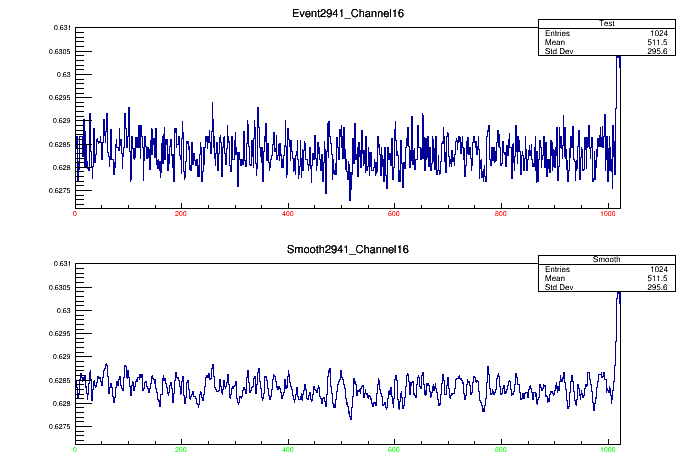 Event2941_Channel16
Test
Entries 1024
Mean 511.5
Std Dev 295.6
0.631
0.6305
0.63
0.6295
0.629
0.6285
0.628
0.6275
0 200 400 600 800 1000
Smooth2941_Channel16
Smooth
Entries 1024
Mean 511.5
Std Dev 295.6
0.631
0.6305
0.63
0.6295
0.629
0.6285
0.628
0.6275
0 200 400 600 800 1000